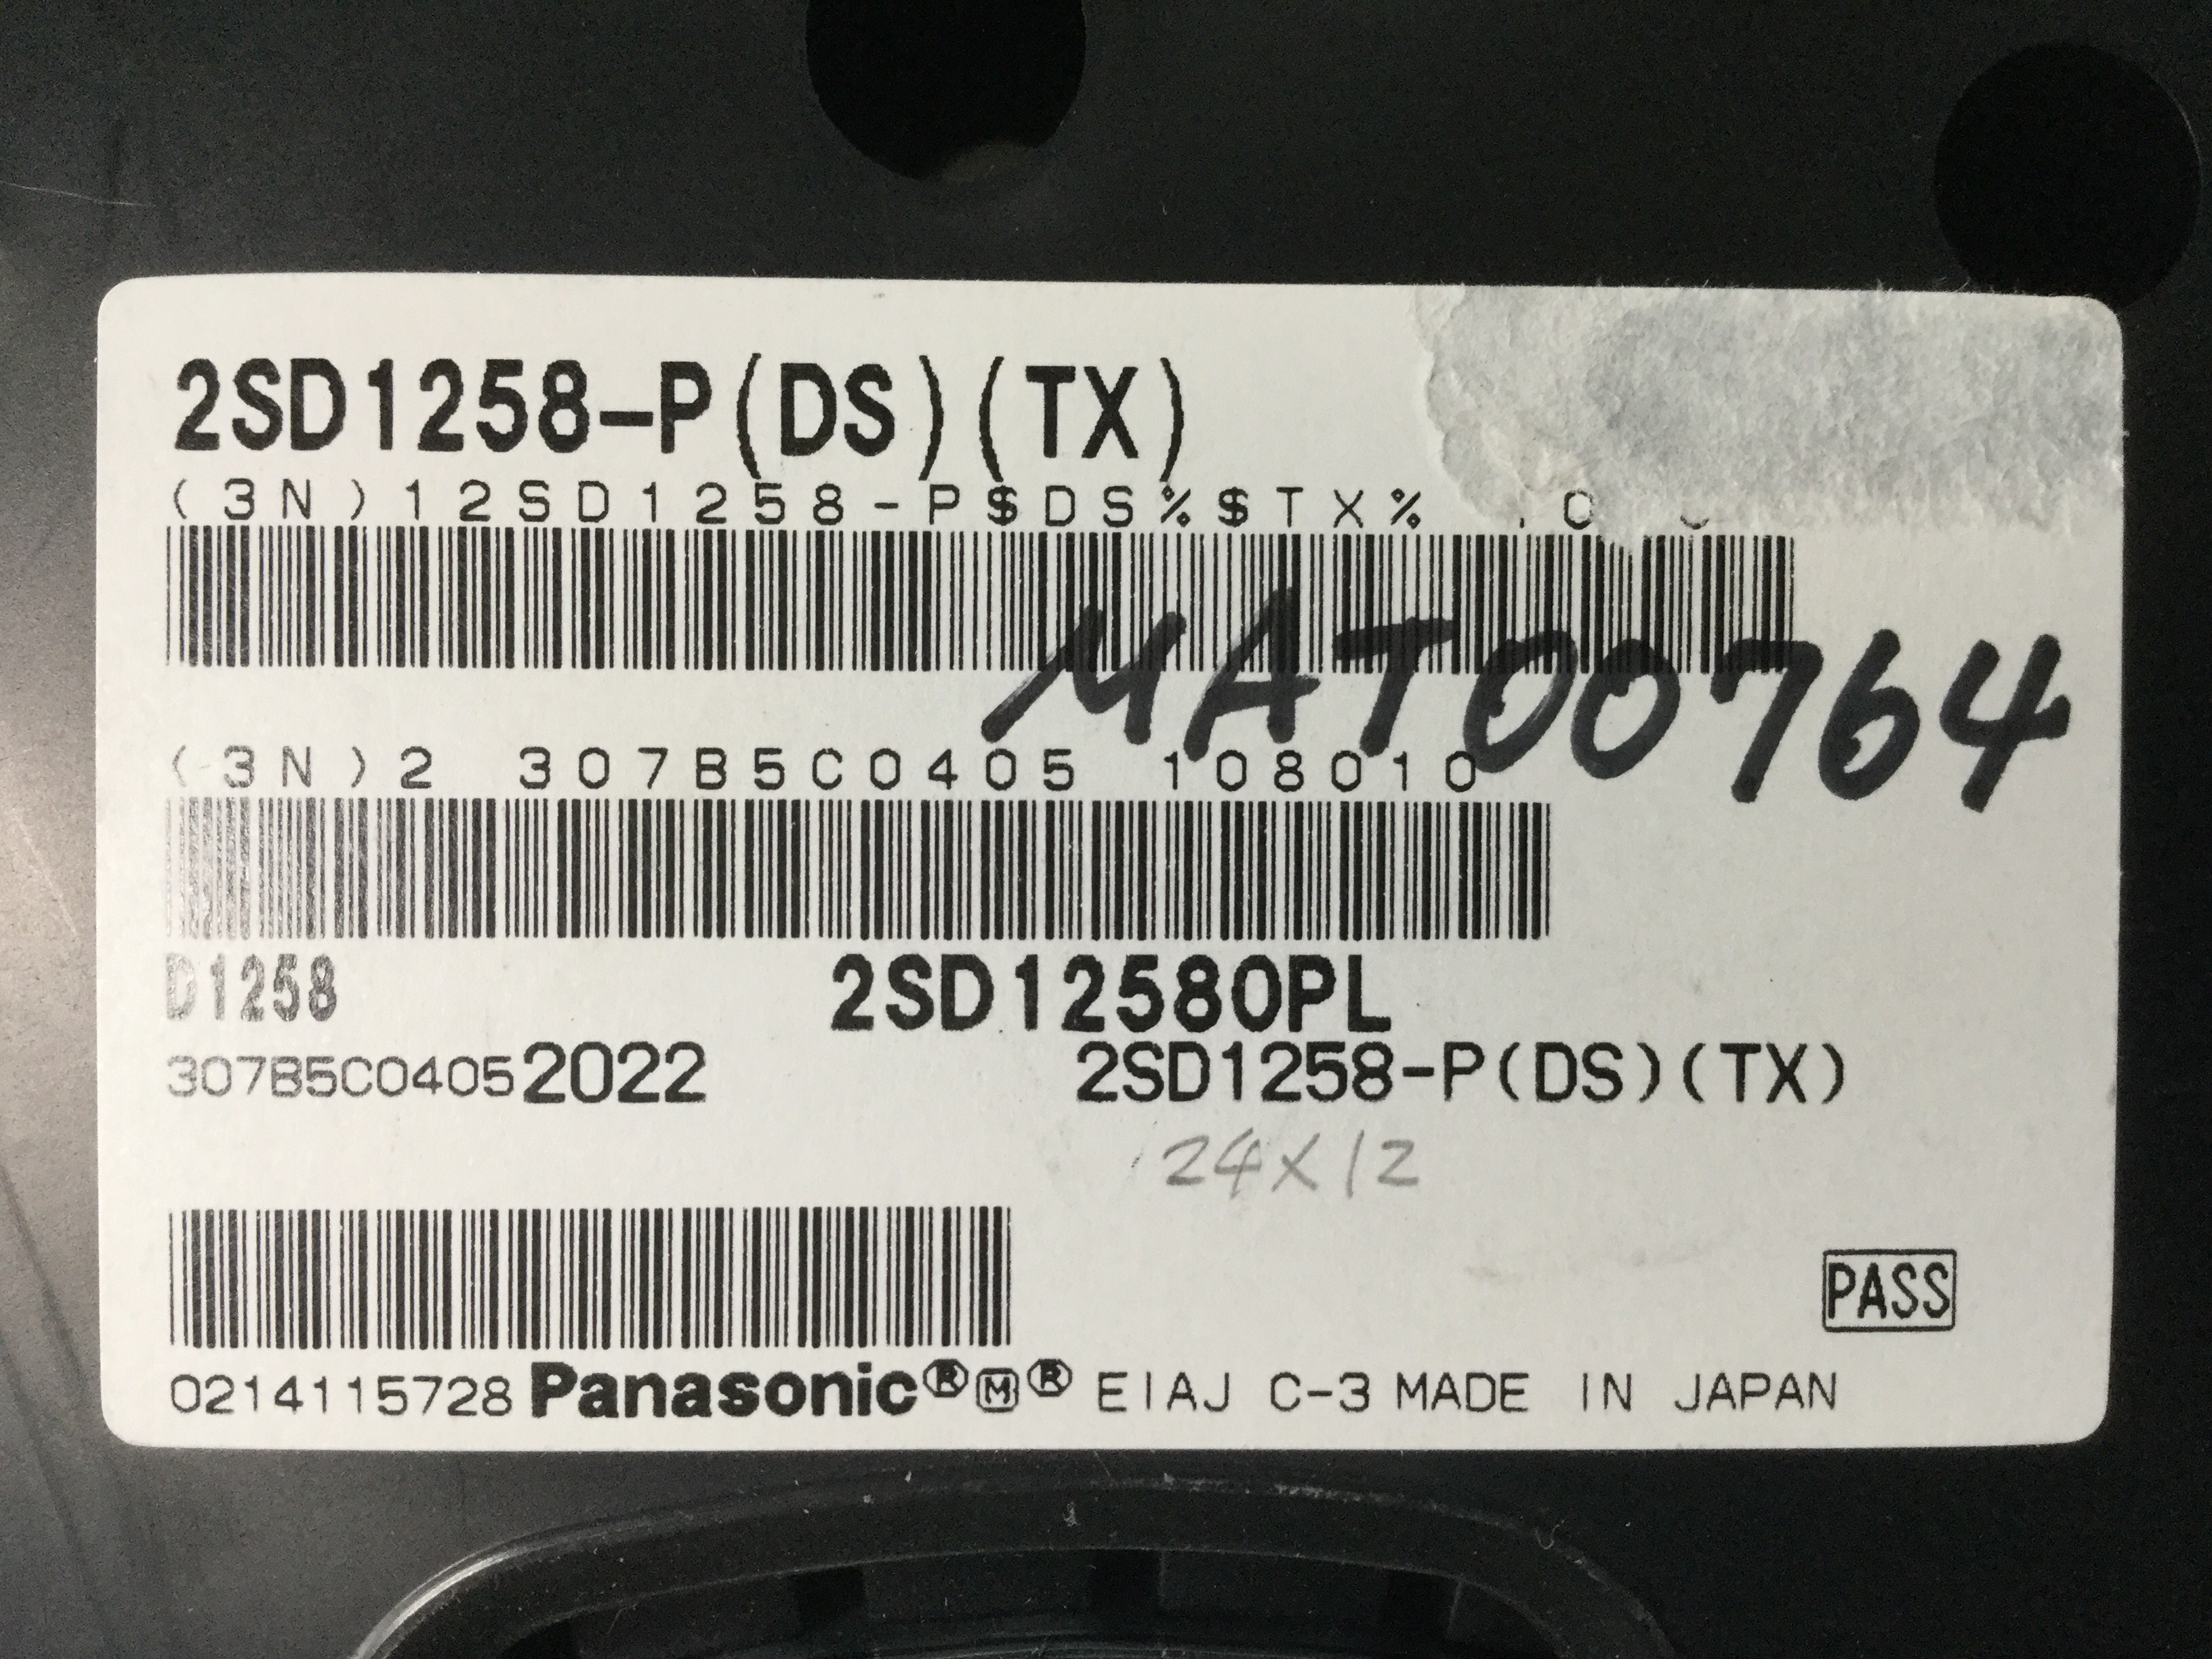 2SD1258-P(DS)(TX)
(3N)12SD1258-P$DS%$TX%
MAT00764
(3N)2 307B5C0405 108010
D1258 2SD12580PL
307B5C0405 2022 2SD1258-P(DS)(TX)
24X12
PASS
0214115728 Panasonic® M® EIAJ C-3 MADE IN JAPAN